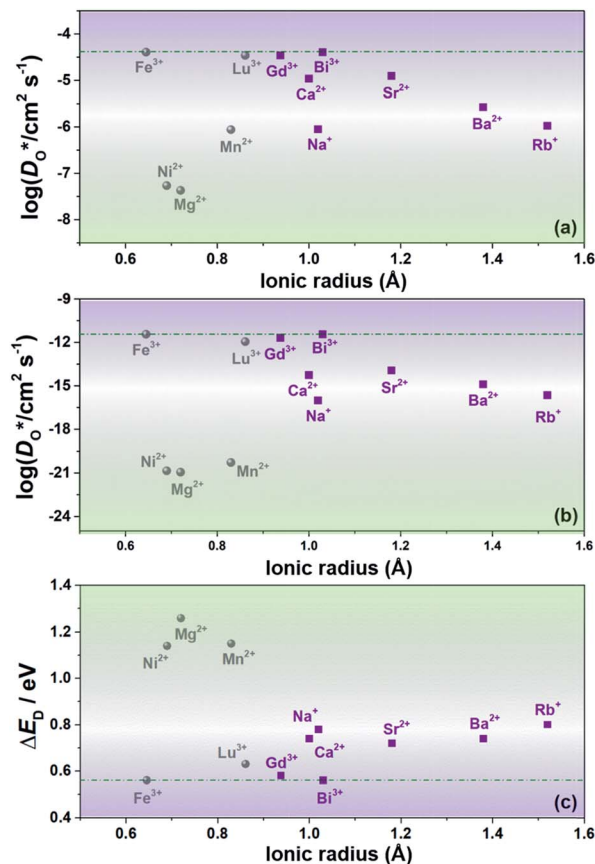 -4
-5
-6
-7
-8
log(D_O*/cm² s⁻¹)
Fe³⁺
Lu³⁺
Gd³⁺
Bi³⁺
Ca²⁺
Sr²⁺
Mn²⁺
Na⁺
Ba²⁺
Rb⁺
Ni²⁺
Mg²⁺
(a)
0.6 0.8 1.0 1.2 1.4 1.6
Ionic radius (Å)
-9
-12
-15
-18
-21
-24
log(D_O*/cm² s⁻¹)
Fe³⁺
Lu³⁺
Gd³⁺
Bi³⁺
Ca²⁺
Sr²⁺
Na⁺
Ba²⁺
Rb⁺
Ni²⁺
Mg²⁺
Mn²⁺
(b)
0.6 0.8 1.0 1.2 1.4 1.6
Ionic radius (Å)
1.4
1.2
1.0
0.8
0.6
0.4
ΔE_D / eV
Mg²⁺
Ni²⁺
Mn²⁺
Na⁺
Rb⁺
Sr²⁺
Ba²⁺
Lu³⁺
Ca²⁺
Gd³⁺
Fe³⁺
Bi³⁺
(c)
0.6 0.8 1.0 1.2 1.4 1.6
Ionic radius (Å)